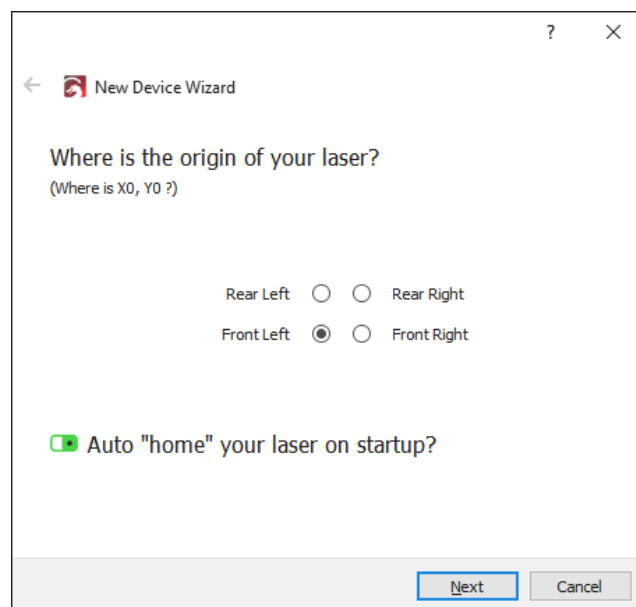 ?
New Device Wizard
Where is the origin of your laser?
(Where is X0, Y0 ?)
Rear Left Rear Right
Front Left Front Right
Auto "home" your laser on startup?
Next Cancel